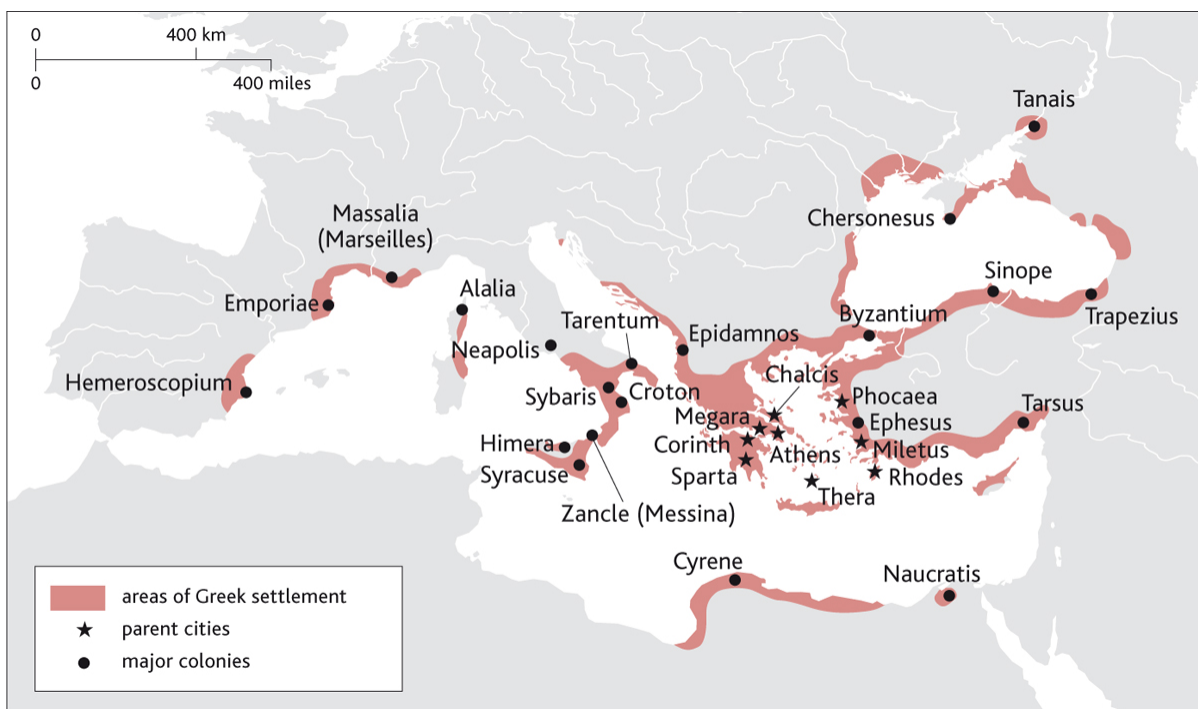 0 400 km
0 400 miles
Tanais
Massalia
(Marseilles)
Chersonesus
Alalia
Sinope
Emporiae
Tarentum
Epidamnos
Byzantium
Trapezius
Neapolis
Hemeroscopium
Sybaris
Croton
Chalcis
Phocaea
Tarsus
Megara
Ephesus
Himera
Corinth
Athens
Miletus
Syracuse
Sparta
Rhodes
Thera
Zancle (Messina)
Cyrene
Naucratis
areas of Greek settlement
parent cities
major colonies